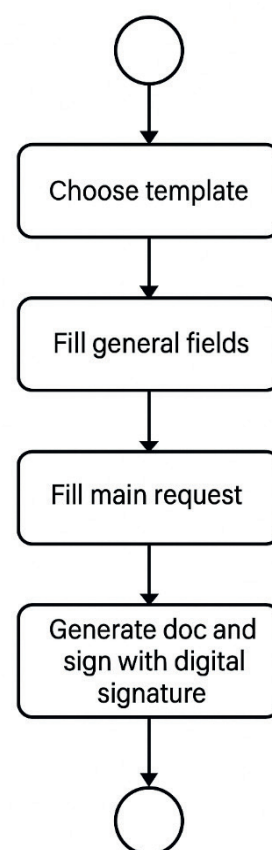 Choose template
Fill general fields
Fill main request
Generate doc and
sign with digital
signature